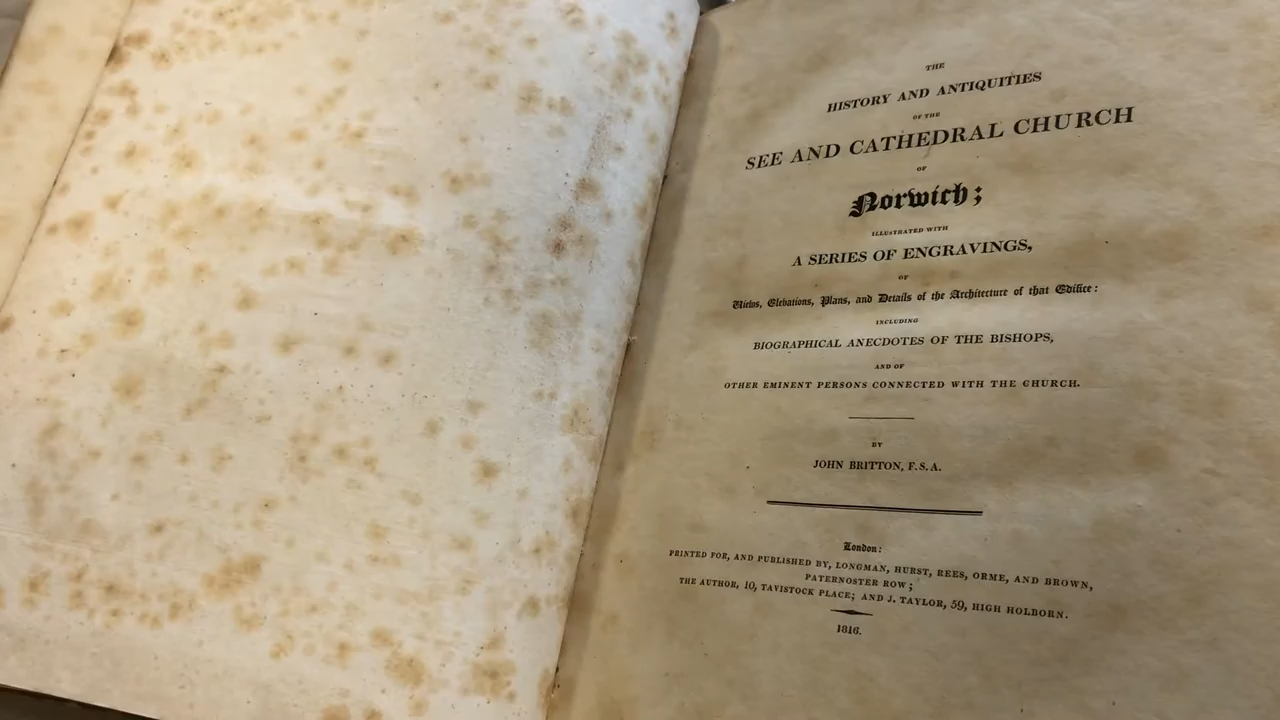 THE
HISTORY AND ANTIQUITIES
OF THE
SEE AND CATHEDRAL CHURCH
OF
Norwich;
ILLUSTRATED WITH
A SERIES OF ENGRAVINGS,
OF
Views, Elevations, Plans, and Details of the Architecture of that Edifice:
INCLUDING
BIOGRAPHICAL ANECDOTES OF THE BISHOPS,
AND OF
OTHER EMINENT PERSONS CONNECTED WITH THE CHURCH.
BY
JOHN BRITTON, F.S.A.
London:
PRINTED FOR, AND PUBLISHED BY, LONGMAN, HURST, REES, ORME, AND BROWN,
PATERNOSTER ROW;
THE AUTHOR, 10, TAVISTOCK PLACE; AND J. TAYLOR, 59, HIGH HOLBORN.
1816.